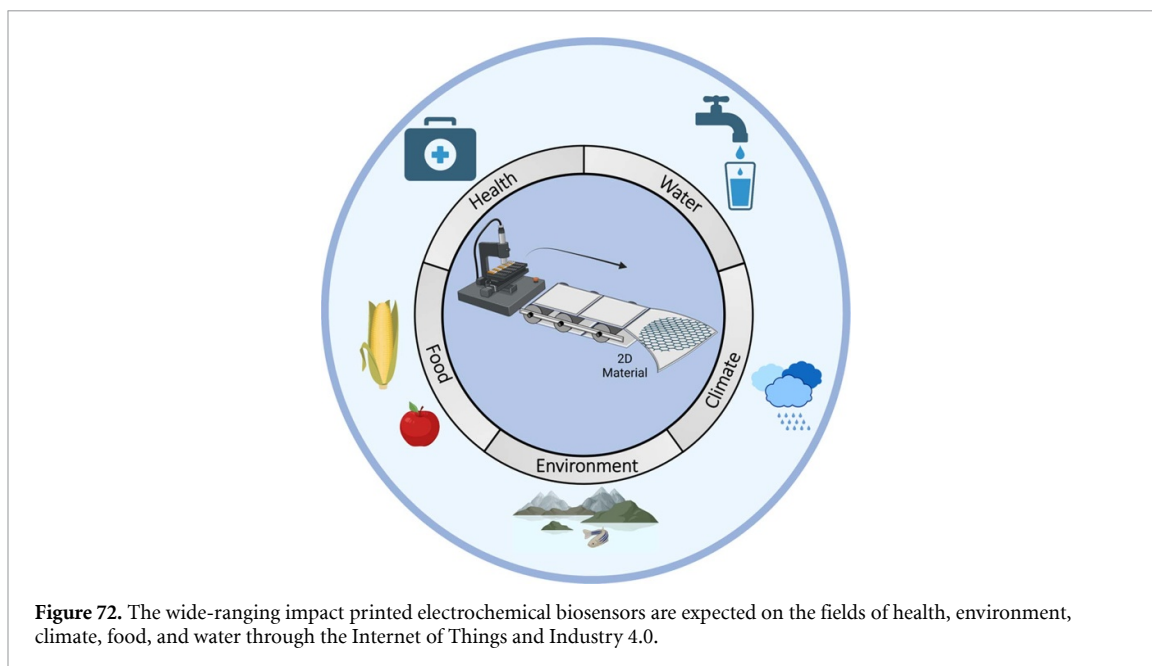 Health
Water
Food
Climate
2D
Material
Environment
Figure 72. The wide-ranging impact printed electrochemical biosensors are expected on the fields of health, environment,
climate, food, and water through the Internet of Things and Industry 4.0.